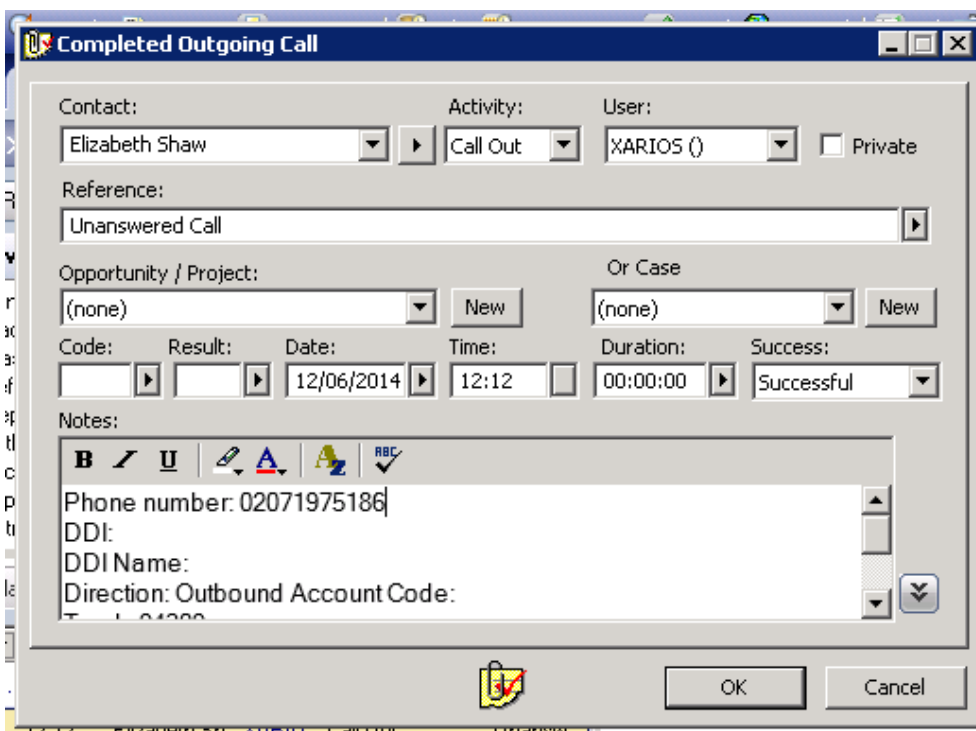 Completed Outgoing Call
Contact: Activity: User:
Elizabeth Shaw Call Out XARIOS () Private
Reference:
Unanswered Call
Opportunity / Project: Or Case
(none) New (none) New
Code: Result: Date: Time: Duration: Success:
12/06/2014 12:12 00:00:00 Successful
Notes:
B I U A AZ ABC
Phone number: 02071975186
DDI:
DDI Name:
Direction: Outbound Account Code:
OK Cancel